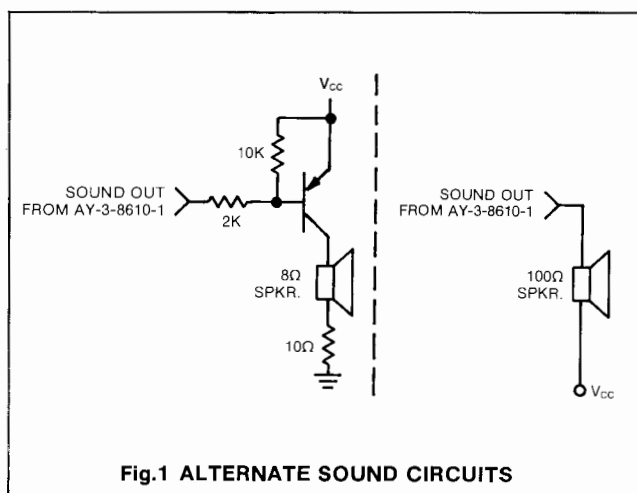 Vcc
10K
SOUND OUT
FROM AY-3-8610-1
2K
8Ω
SPKR.
10Ω
SOUND OUT
FROM AY-3-8610-1
100Ω
SPKR.
Vcc
Fig.1 ALTERNATE SOUND CIRCUITS